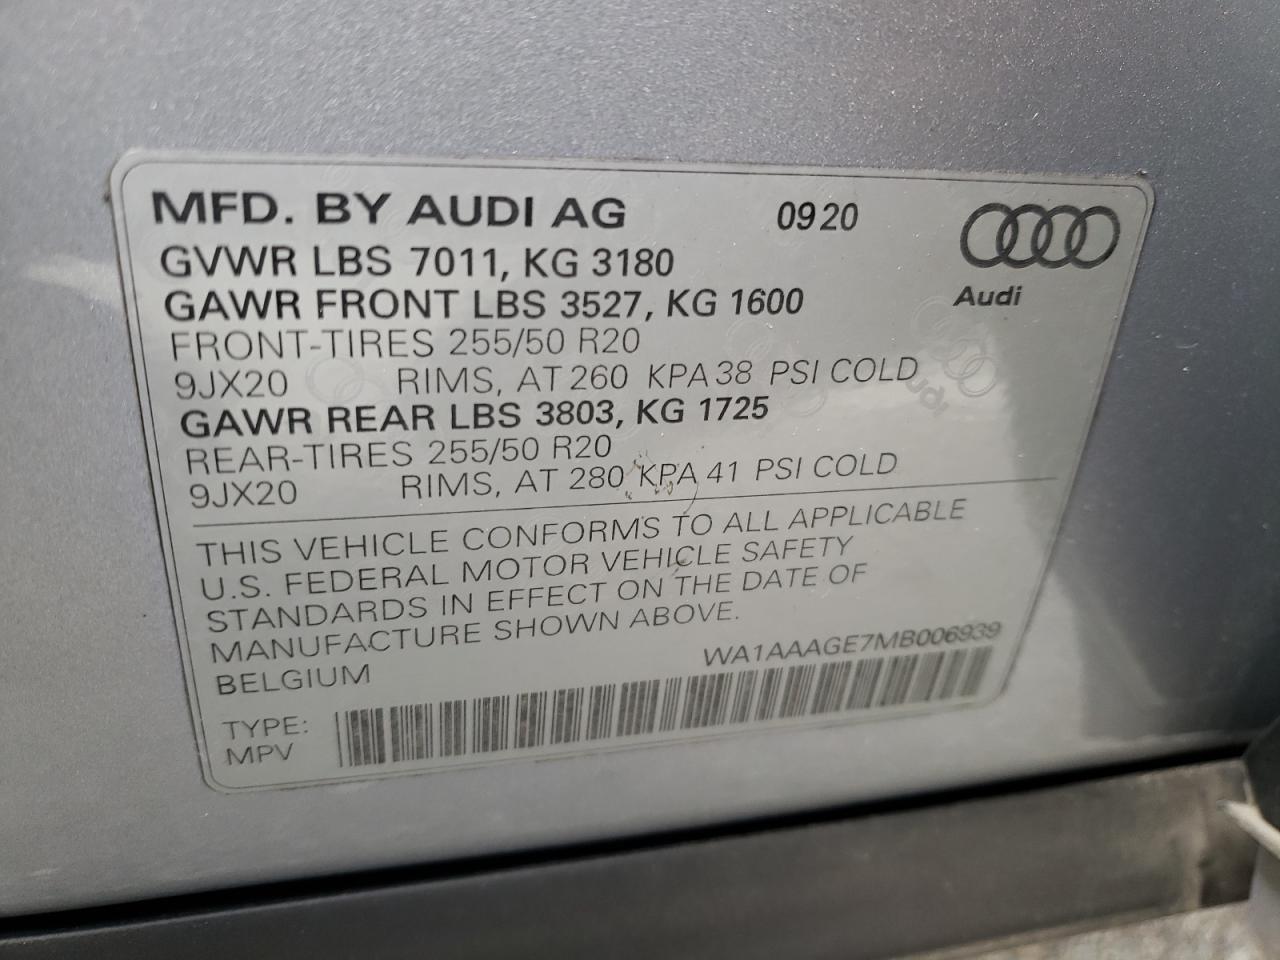 MFD. BY AUDI AG 0920
GVWR LBS 7011, KG 3180
GAWR FRONT LBS 3527, KG 1600
Audi
FRONT-TIRES 255/50 R20
9JX20 RIMS, AT 260 KPA 38 PSI COLD
GAWR REAR LBS 3803, KG 1725
REAR-TIRES 255/50 R20
9JX20 RIMS, AT 280 KPA 41 PSI COLD
THIS VEHICLE CONFORMS TO ALL APPLICABLE
U.S. FEDERAL MOTOR VEHICLE SAFETY
STANDARDS IN EFFECT ON THE DATE OF
MANUFACTURE SHOWN ABOVE.
BELGIUM WA1AAAGE7MB006939
TYPE:
MPV